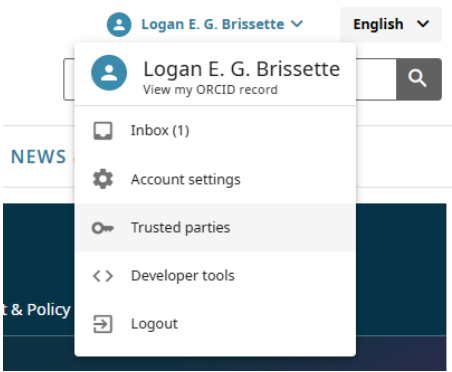 Logan E. G. Brissette
English
Logan E. G. Brissette
View my ORCID record
Inbox (1)
NEWS
Account settings
Trusted parties
Developer tools
t & Policy
Logout